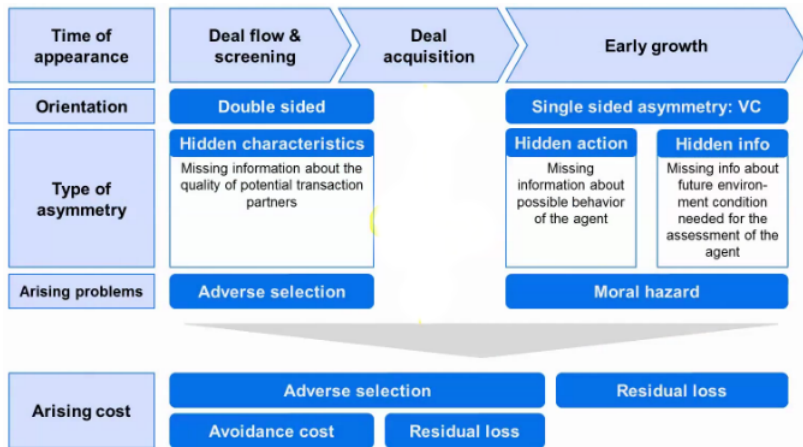 Time of
appearance
Deal flow &
screening
Deal
acquisition
Early growth
Orientation
Double sided
Single sided asymmetry: VC
Type of
asymmetry
Hidden characteristics
Missing information about the
quality of potential transaction
partners
Hidden action
Missing
information about
possible behavior
of the agent
Hidden info
Missing info about
future environ-
ment condition
needed for the
assessment of the
agent
Arising problems
Adverse selection
Moral hazard
Arising cost
Adverse selection
Residual loss
Avoidance cost
Residual loss